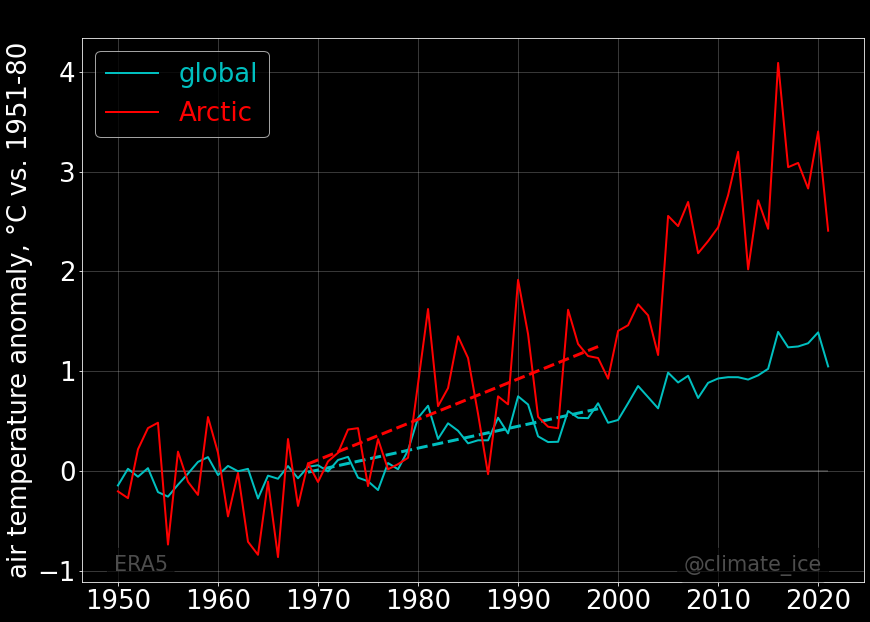 air temperature anomaly, °C vs. 1951-80
global
Arctic
4
3
2
1
0
−1
ERA5
@climate_ice
1950 1960 1970 1980 1990 2000 2010 2020